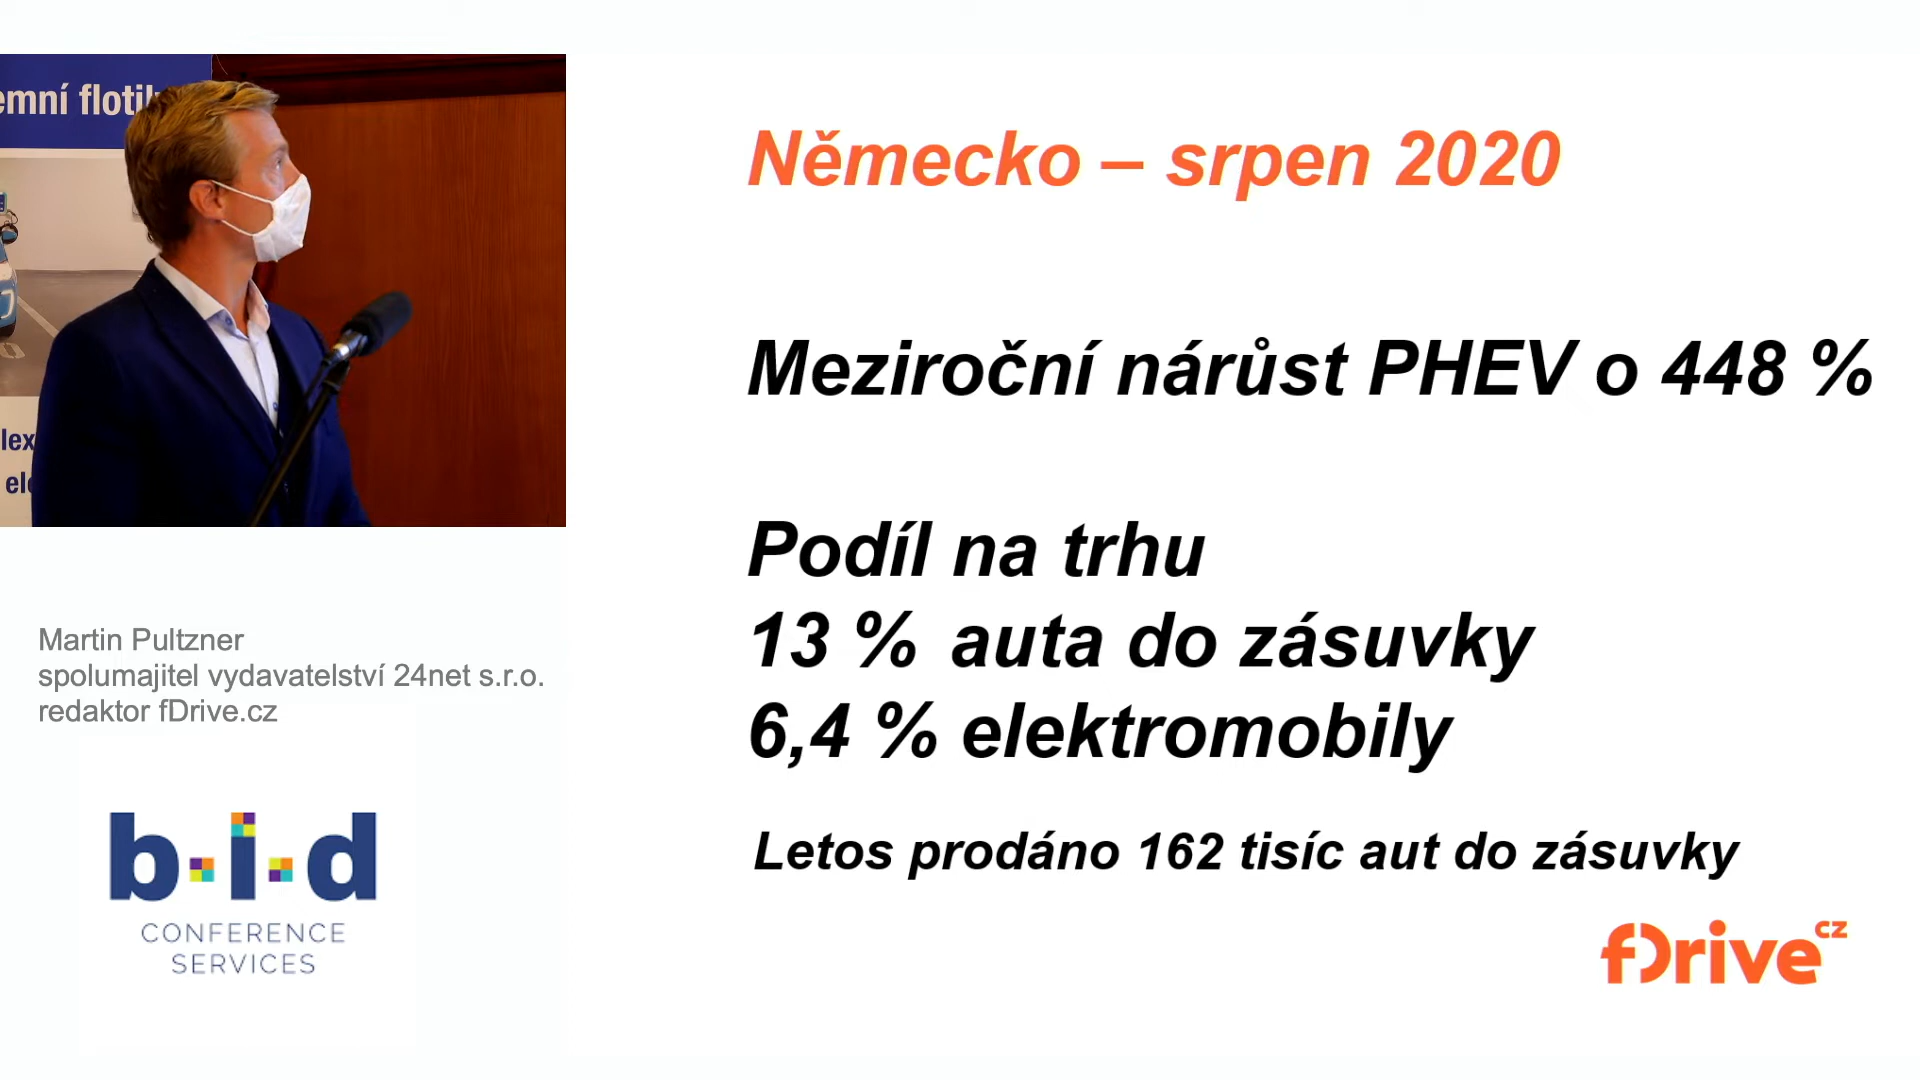 emní flotil
Německo – srpen 2020
Meziroční nárůst PHEV o 448 %
lex
ele
Podíl na trhu
13 % auta do zásuvky
6,4 % elektromobily
Letos prodáno 162 tisíc aut do zásuvky
Martin Pultzner
spolumajitel vydavatelství 24net s.r.o.
redaktor fDrive.cz
b·i·d
CONFERENCE
SERVICES
fDrive CZ